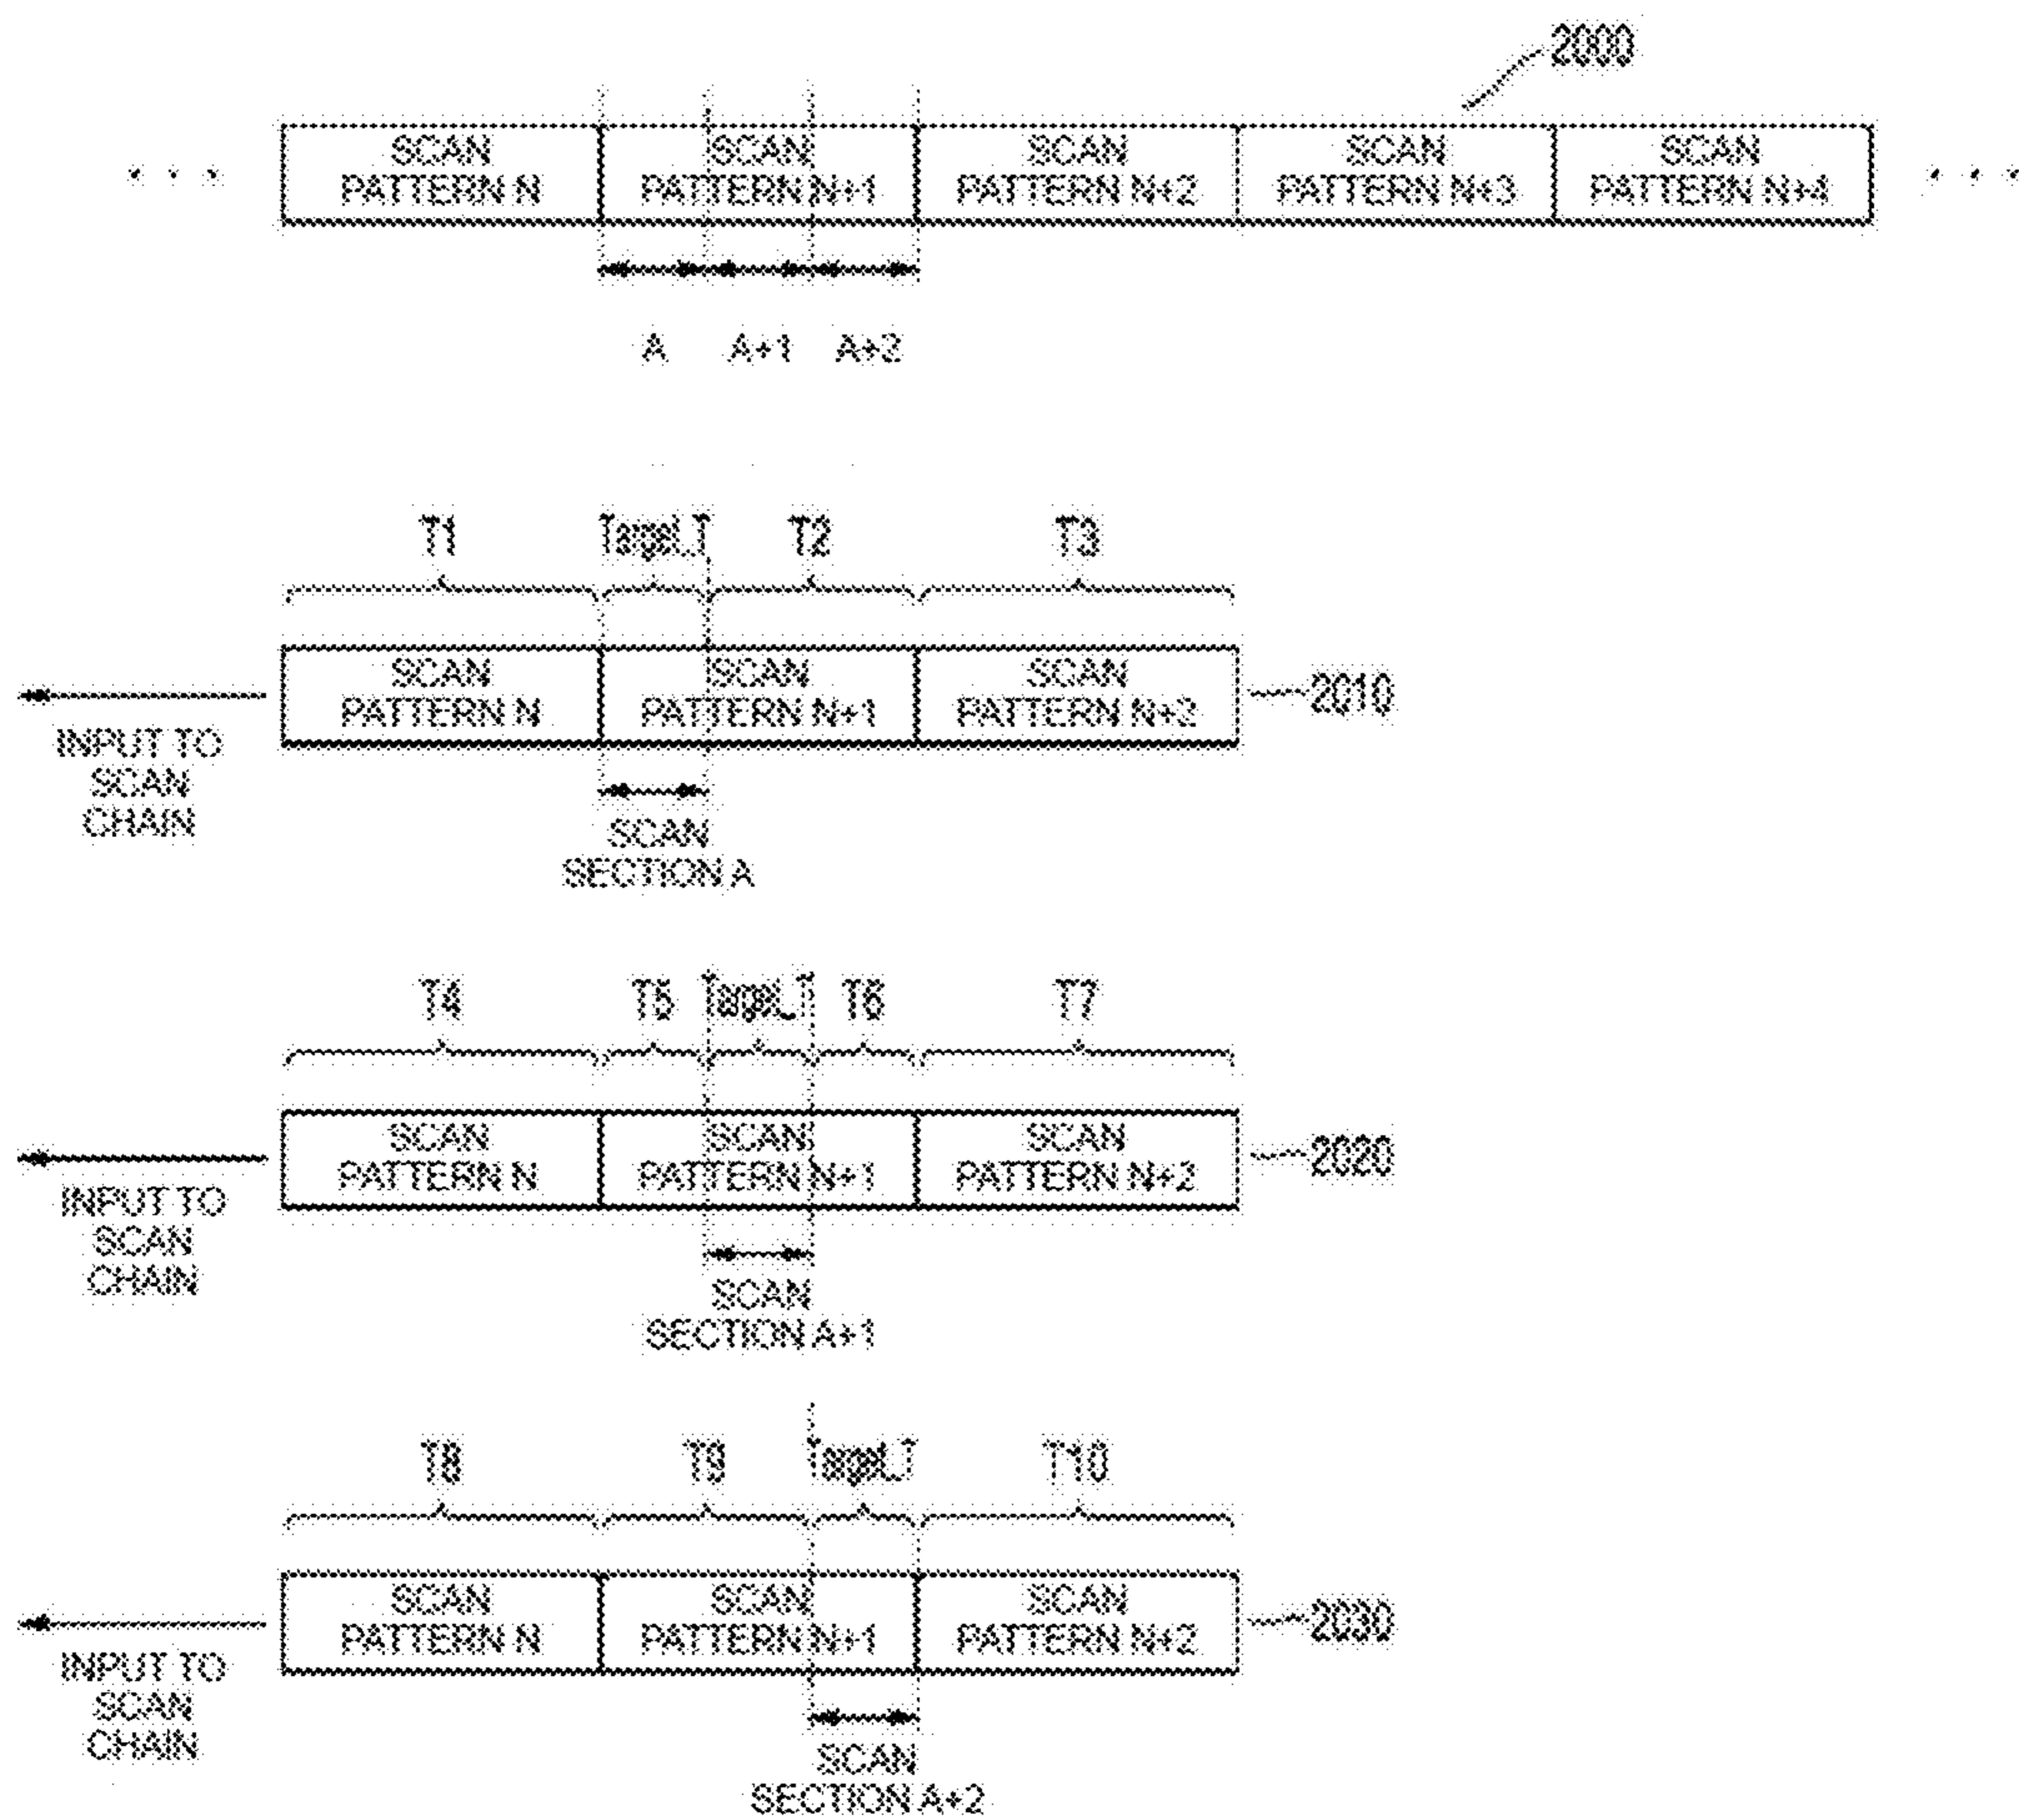 2000
. . .
SCAN PATTERN N
SCAN PATTERN N+1
SCAN PATTERN N+2
SCAN PATTERN N+3
SCAN PATTERN N+4
. . .
A A+1 A+2
T1 Target_T T2 T3
SCAN PATTERN N
SCAN PATTERN N+1
SCAN PATTERN N+2
2010
INPUT TO
SCAN
CHAIN
SCAN
SECTION A
T4 T5 Target_T T6 T7
SCAN PATTERN N
SCAN PATTERN N+1
SCAN PATTERN N+2
2020
INPUT TO
SCAN
CHAIN
SCAN
SECTION A+1
T8 T9 Target_T T10
SCAN PATTERN N
SCAN PATTERN N+1
SCAN PATTERN N+2
2030
INPUT TO
SCAN
CHAIN
SCAN
SECTION A+2